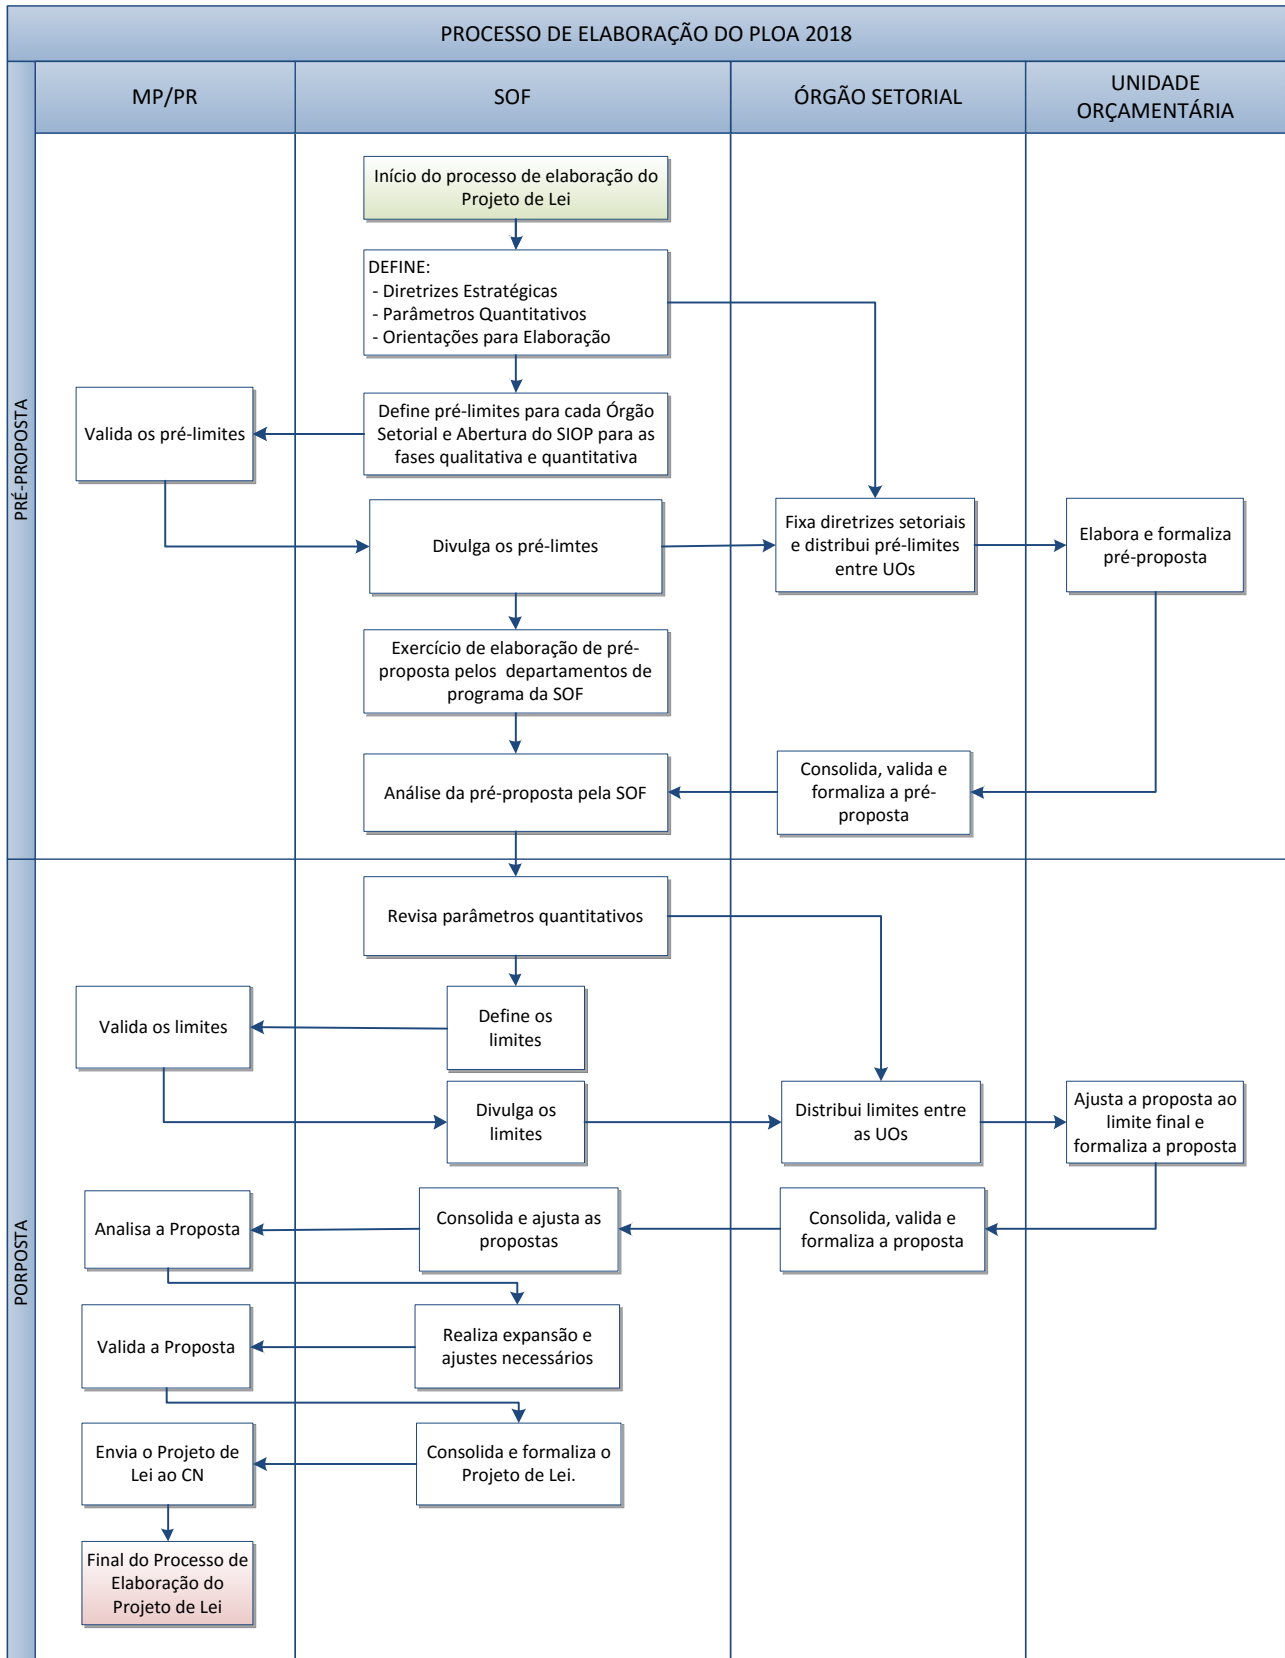 PROCESSO DE ELABORAÇÃO DO PLOA 2018
MP/PR
SOF
ÓRGÃO SETORIAL
UNIDADE
ORÇAMENTÁRIA
PRÉ-PROPOSTA
Início do processo de elaboração do
Projeto de Lei
DEFINE:
- Diretrizes Estratégicas
- Parâmetros Quantitativos
- Orientações para Elaboração
Valida os pré-limites
Define pré-limites para cada Órgão
Setorial e Abertura do SIOP para as
fases qualitativa e quantitativa
Divulga os pré-limtes
Fixa diretrizes setoriais
e distribui pré-limites
entre UOs
Elabora e formaliza
pré-proposta
Exercício de elaboração de pré-
proposta pelos departamentos de
programa da SOF
Análise da pré-proposta pela SOF
Consolida, valida e
formaliza a pré-
proposta
PORPOSTA
Revisa parâmetros quantitativos
Valida os limites
Define os
limites
Divulga os
limites
Distribui limites entre
as UOs
Ajusta a proposta ao
limite final e
formaliza a proposta
Analisa a Proposta
Consolida e ajusta as
propostas
Consolida, valida e
formaliza a proposta
Valida a Proposta
Realiza expansão e
ajustes necessários
Envia o Projeto de
Lei ao CN
Consolida e formaliza o
Projeto de Lei.
Final do Processo de
Elaboração do
Projeto de Lei